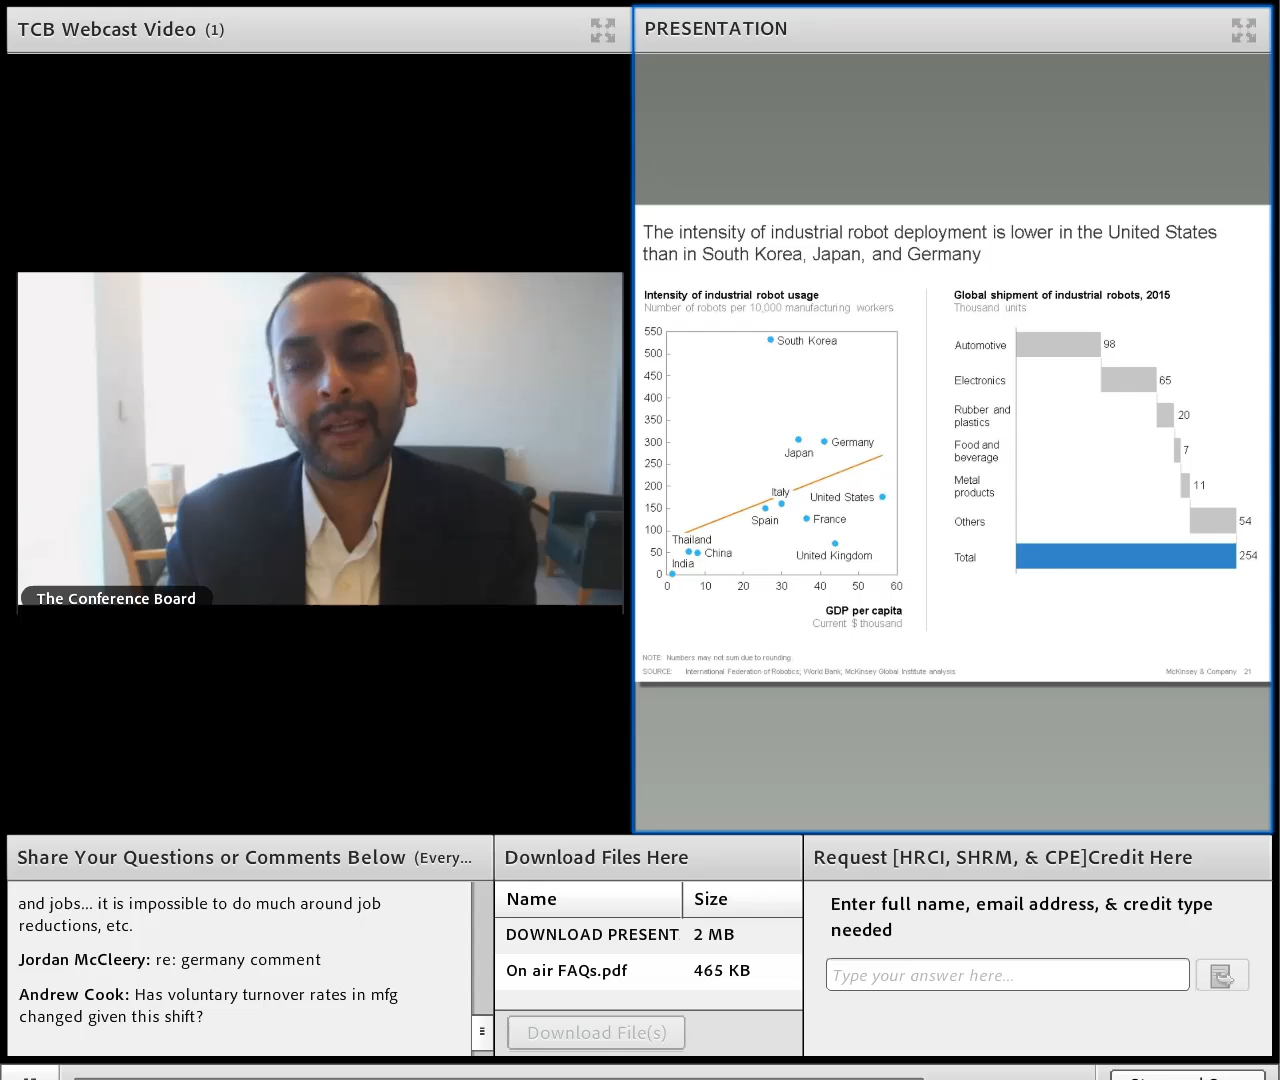 TCB Webcast Video (1)
The Conference Board
PRESENTATION
The intensity of industrial robot deployment is lower in the United States
than in South Korea, Japan, and Germany
Intensity of industrial robot usage
Number of robots per 10,000 manufacturing workers
550
500
450
400
350
300
250
200
150
100
50
0
South Korea
Germany
Japan
Italy
United States
Spain
France
Thailand
China
United Kingdom
India
0 10 20 30 40 50 60
GDP per capita
Current $ thousand
Global shipment of industrial robots, 2015
Thousand units
Automotive 98
Electronics 65
Rubber and
plastics 20
Food and
beverage 7
Metal
products 11
Others 54
Total 254
NOTE: Numbers may not sum due to rounding.
SOURCE: International Federation of Robotics; World Bank; McKinsey Global Institute analysis
McKinsey & Company 21
Share Your Questions or Comments Below (Every...
and jobs... it is impossible to do much around job
reductions, etc.
Jordan McCleery: re: germany comment
Andrew Cook: Has voluntary turnover rates in mfg
changed given this shift?
Download Files Here
Name Size
DOWNLOAD PRESENT 2 MB
On air FAQs.pdf 465 KB
Download File(s)
Request [HRCI, SHRM, & CPE]Credit Here
Enter full name, email address, & credit type
needed
Type your answer here...